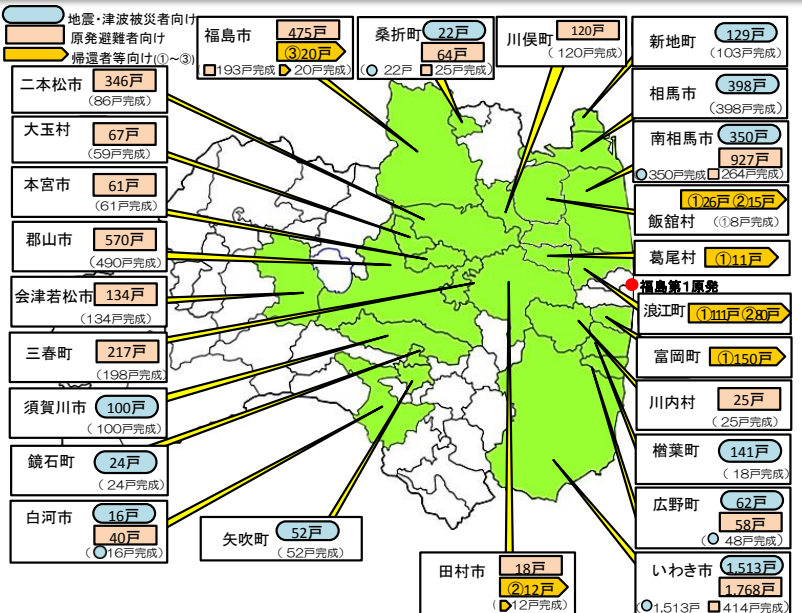 地震・津波被災者向け
原発避難者向け
帰還者等向け(①～③)
福島市
475戸
③20戸
193戸完成 20戸完成)
桑折町
22戸
64戸
( 22戸 25戸完成)
川俣町
120戸
(120戸完成)
新地町
129戸
(103戸完成)
相馬市
398戸
(398戸完成)
南相馬市
350戸
927戸
350戸完成 264戸完成)
①26戸 ②15戸
飯舘村
(①8戸完成)
葛尾村
①11戸
福島第1原発
浪江町
①111戸 ②80戸
富岡町
①150戸
川内村
25戸
(25戸完成)
楢葉町
141戸
(18戸完成)
広野町
62戸
58戸
( 48戸完成)
いわき市
1,513戸
1,768戸
( 1,513戸 414戸完成)
二本松市
346戸
(86戸完成)
大玉村
67戸
(59戸完成)
本宮市
61戸
(61戸完成)
郡山市
570戸
(490戸完成)
会津若松市
134戸
(134戸完成)
三春町
217戸
(198戸完成)
須賀川市
100戸
(100戸完成)
鏡石町
24戸
(24戸完成)
白河市
16戸
40戸
( 16戸完成)
矢吹町
52戸
(52戸完成)
田村市
18戸
②12戸
( 12戸完成)